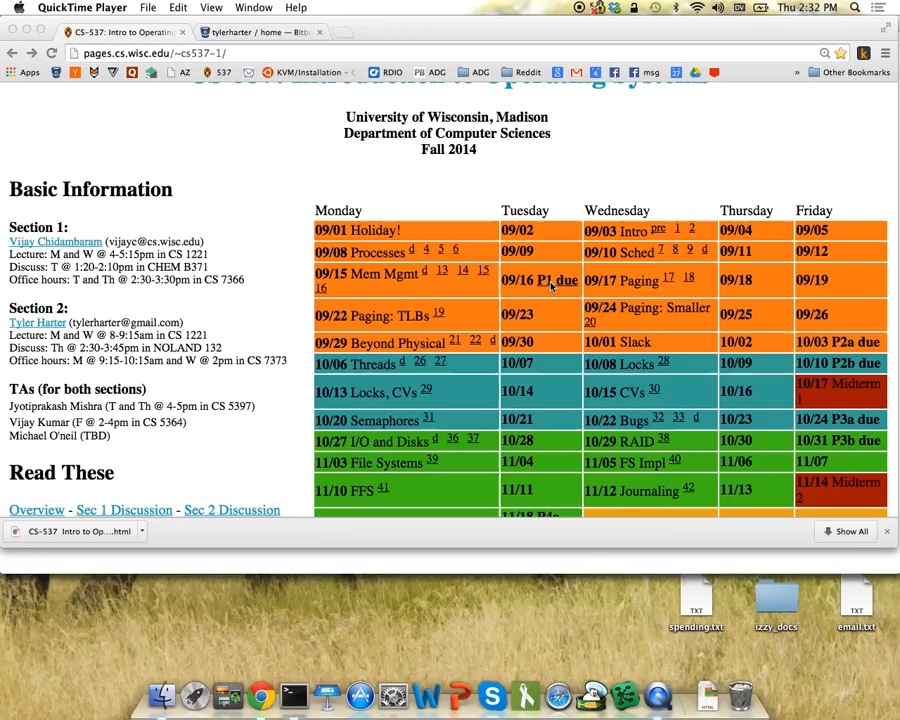 QuickTime Player File Edit View Window Help Thu 2:32 PM
CS-537: Intro to Operating tylerharter / home — Bitb
pages.cs.wisc.edu/~cs537-1/
Apps AZ 537 KVM/Installation - RDIO PB ADG ADG Reddit msg » Other Bookmarks
University of Wisconsin, Madison
Department of Computer Sciences
Fall 2014
Basic Information
Section 1:
Vijay Chidambaram (vijayc@cs.wisc.edu)
Lecture: M and W @ 4-5:15pm in CS 1221
Discuss: T @ 1:20-2:10pm in CHEM B371
Office hours: T and Th @ 2:30-3:30pm in CS 7366
Section 2:
Tyler Harter (tylerharter@gmail.com)
Lecture: M and W @ 8-9:15am in CS 1221
Discuss: Th @ 2:30-3:45pm in NOLAND 132
Office hours: M @ 9:15-10:15am and W @ 2pm in CS 7373
TAs (for both sections)
Jyotiprakash Mishra (T and Th @ 4-5pm in CS 5397)
Vijay Kumar (F @ 2-4pm in CS 5364)
Michael O'neil (TBD)
Read These
Overview - Sec 1 Discussion - Sec 2 Discussion
Monday Tuesday Wednesday Thursday Friday
09/01 Holiday! 09/02 09/03 Intro pre 1 2 09/04 09/05
09/08 Processes d 4 5 6 09/09 09/10 Sched 7 8 9 d 09/11 09/12
09/15 Mem Mgmt d 13 14 15
16 09/16 P1 due 09/17 Paging 17 18 09/18 09/19
09/22 Paging: TLBs 19 09/23 09/24 Paging: Smaller
20 09/25 09/26
09/29 Beyond Physical 21 22 d 09/30 10/01 Slack 10/02 10/03 P2a due
10/06 Threads d 26 27 10/07 10/08 Locks 28 10/09 10/10 P2b due
10/13 Locks, CVs 29 10/14 10/15 CVs 30 10/16 10/17 Midterm
1
10/20 Semaphores 31 10/21 10/22 Bugs 32 33 d 10/23 10/24 P3a due
10/27 I/O and Disks d 36 37 10/28 10/29 RAID 38 10/30 10/31 P3b due
11/03 File Systems 39 11/04 11/05 FS Impl 40 11/06 11/07
11/10 FFS 41 11/11 11/12 Journaling 42 11/13 11/14 Midterm
2
11/18 P4a
CS-537 Intro to Op....html Show All
spending.txt izzy_docs email.txt